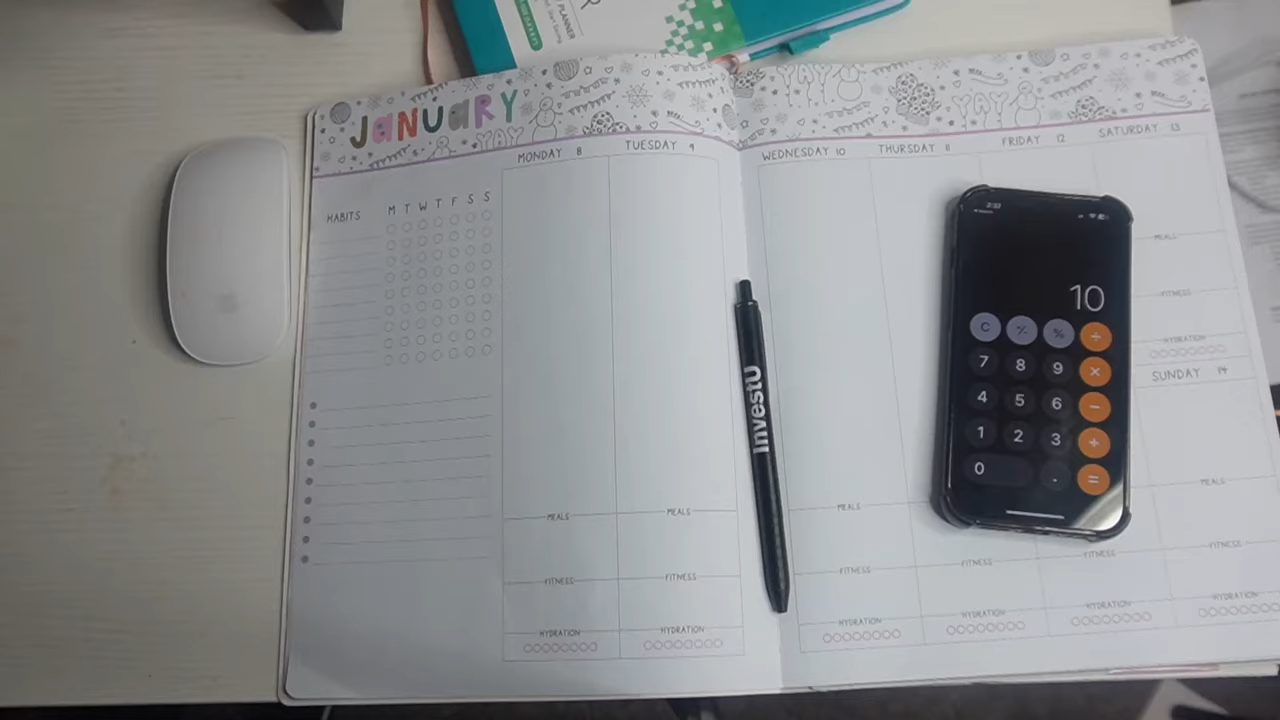 PLANNER
JANUARY
YAY
YAY
YAY
MONDAY 8
TUESDAY 9
WEDNESDAY 10
THURSDAY 11
FRIDAY 12
SATURDAY 13
HABITS
M T W T F S S
MEALS
FITNESS
HYDRATION
SUNDAY 14
2:37
10
C % ÷
7 8 9 ×
4 5 6 −
1 2 3 +
0 . =
InvestU
MEALS
MEALS
MEALS
MEALS
FITNESS
FITNESS
FITNESS
FITNESS
FITNESS
FITNESS
HYDRATION
HYDRATION
HYDRATION
HYDRATION
HYDRATION
HYDRATION